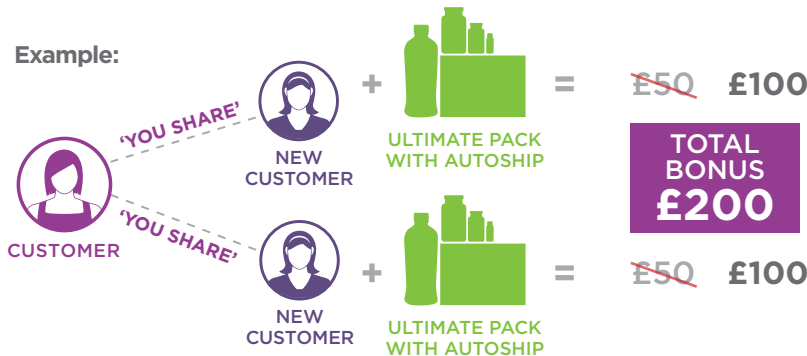 Example:
'YOU SHARE'
+
=
£50 £100
NEW
CUSTOMER
ULTIMATE PACK
WITH AUTOSHIP
TOTAL
BONUS
£200
CUSTOMER
'YOU SHARE'
+
=
£50 £100
NEW
CUSTOMER
ULTIMATE PACK
WITH AUTOSHIP